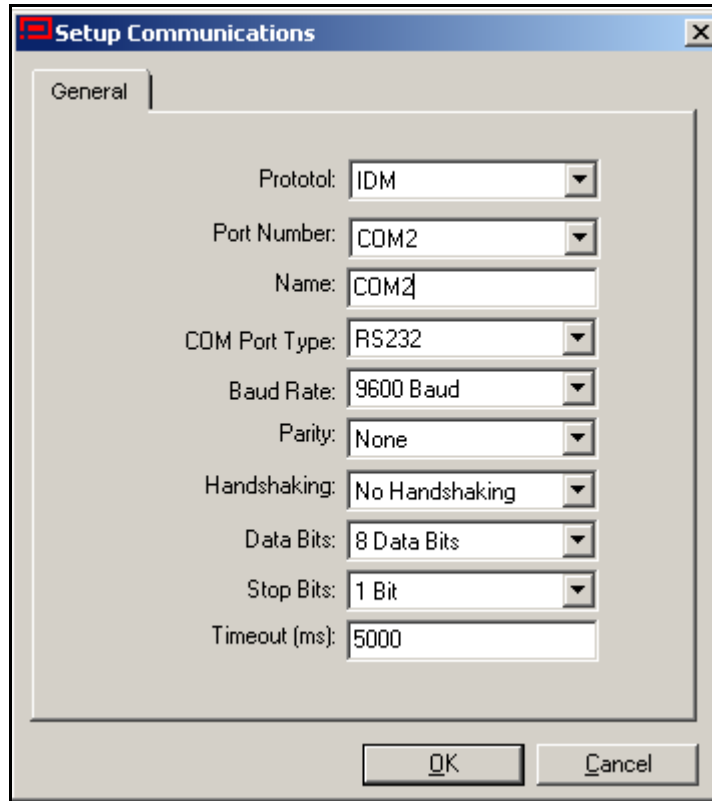 Setup Communications
General
Prototol: IDM
Port Number: COM2
Name: COM2
COM Port Type: RS232
Baud Rate: 9600 Baud
Parity: None
Handshaking: No Handshaking
Data Bits: 8 Data Bits
Stop Bits: 1 Bit
Timeout (ms): 5000
OK Cancel